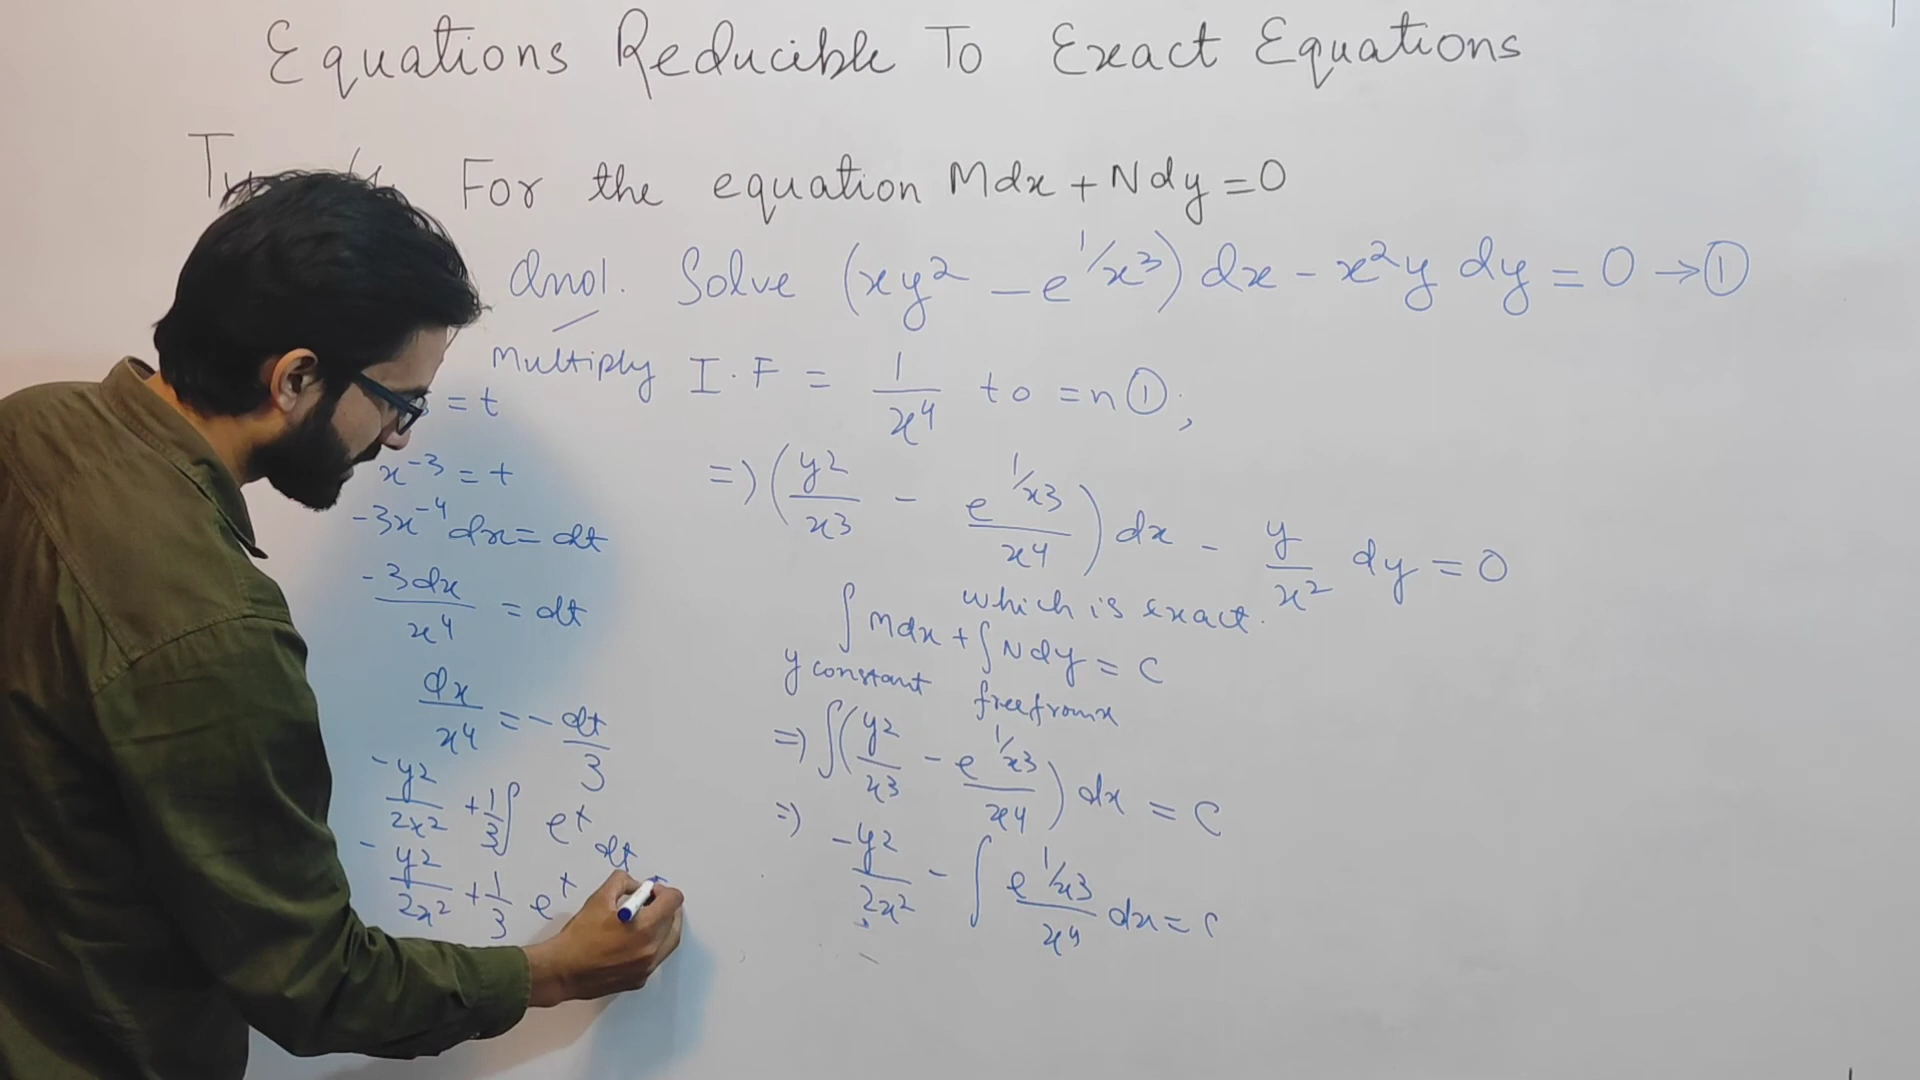 Equations Reducible To Exact Equations
For the equation Mdx + Ndy = 0
Solve (xy² - e^(1/x³)) dx - x²y dy = 0 → ①
Multiply I.F = 1/x⁴ to =n ①;
= t
x⁻³ = t
-3x⁻⁴ dx = dt
-3dx/x⁴ = dt
dx/x⁴ = -dt/3
-y²/2x² + 1/3 ∫ e^t dt
-y²/2x² + 1/3 e^t
=> (y²/x³ - e^(1/x³)/x⁴) dx - y/x² dy = 0
which is exact.
∫ Mdx + ∫ Ndy = C
y constant free from x
=> ∫ (y²/x³ - e^(1/x³)/x⁴) dx = C
=> -y²/2x² - ∫ e^(1/x³)/x⁴ dx = C